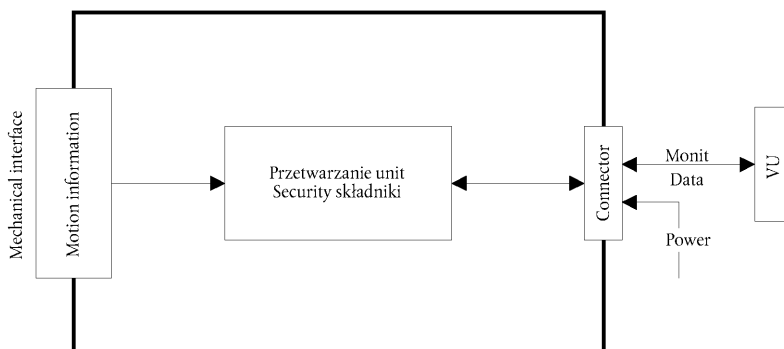 Mechanical interface
Motion information
Przetwarzanie unit
Security składniki
Connector
Monit
Data
Power
VU